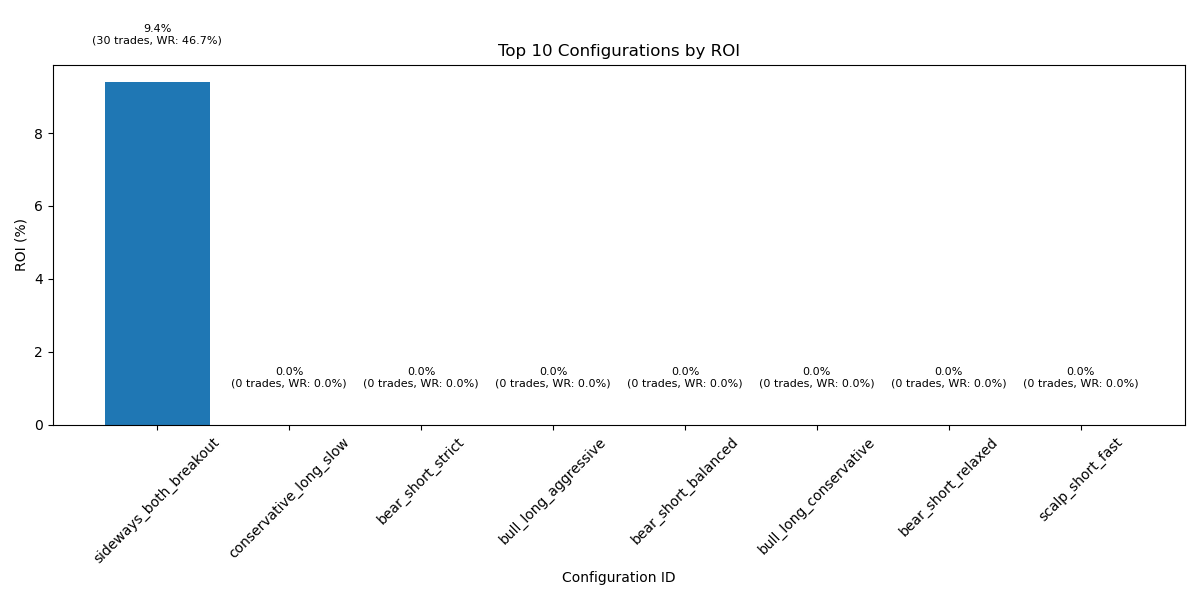 9.4%
(30 trades, WR: 46.7%)
Top 10 Configurations by ROI
ROI (%)
8
6
4
2
0
0.0%
(0 trades, WR: 0.0%)
0.0%
(0 trades, WR: 0.0%)
0.0%
(0 trades, WR: 0.0%)
0.0%
(0 trades, WR: 0.0%)
0.0%
(0 trades, WR: 0.0%)
0.0%
(0 trades, WR: 0.0%)
0.0%
(0 trades, WR: 0.0%)
sideways_both_breakout
conservative_long_slow
bear_short_strict
bull_long_aggressive
bear_short_balanced
bull_long_conservative
bear_short_relaxed
scalp_short_fast
Configuration ID